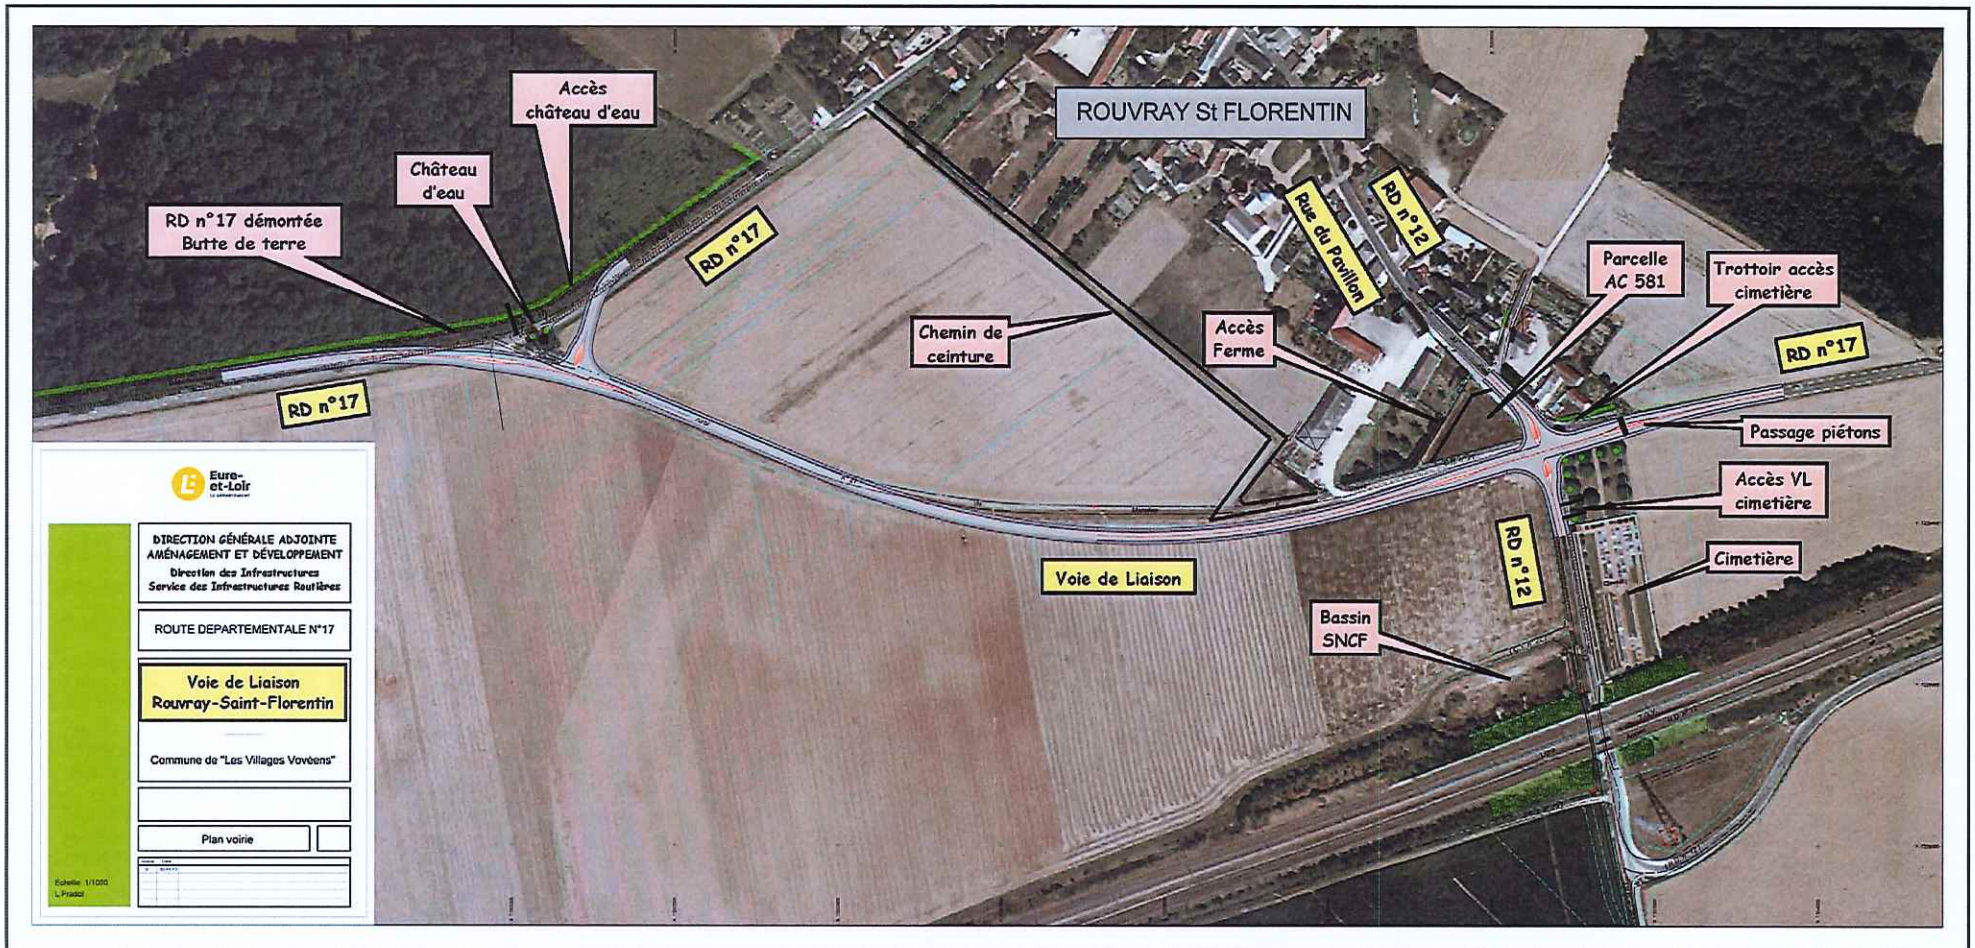 ROUVRAY St FLORENTIN
Accès
château d'eau
Château
d'eau
RD n°17 démontée
Butte de terre
RD n°17
RD n°17
Chemin de
ceinture
Rue du Pavillon
RD n°12
Accès
Ferme
Parcelle
AC 581
Trottoir accès
cimetière
RD n°17
Passage piétons
Accès VL
cimetière
Cimetière
RD n°12
Voie de Liaison
Bassin
SNCF
Eure-
et-Loir
DIRECTION GÉNÉRALE ADJOINTE
AMÉNAGEMENT ET DÉVELOPPEMENT
Direction des Infrastructures
Service des Infrastructures Routières
ROUTE DEPARTEMENTALE N°17
Voie de Liaison
Rouvray-Saint-Florentin
Commune de "Les Villages Vovéens"
Plan voirie
Echelle: 1/1000
L. Pradot